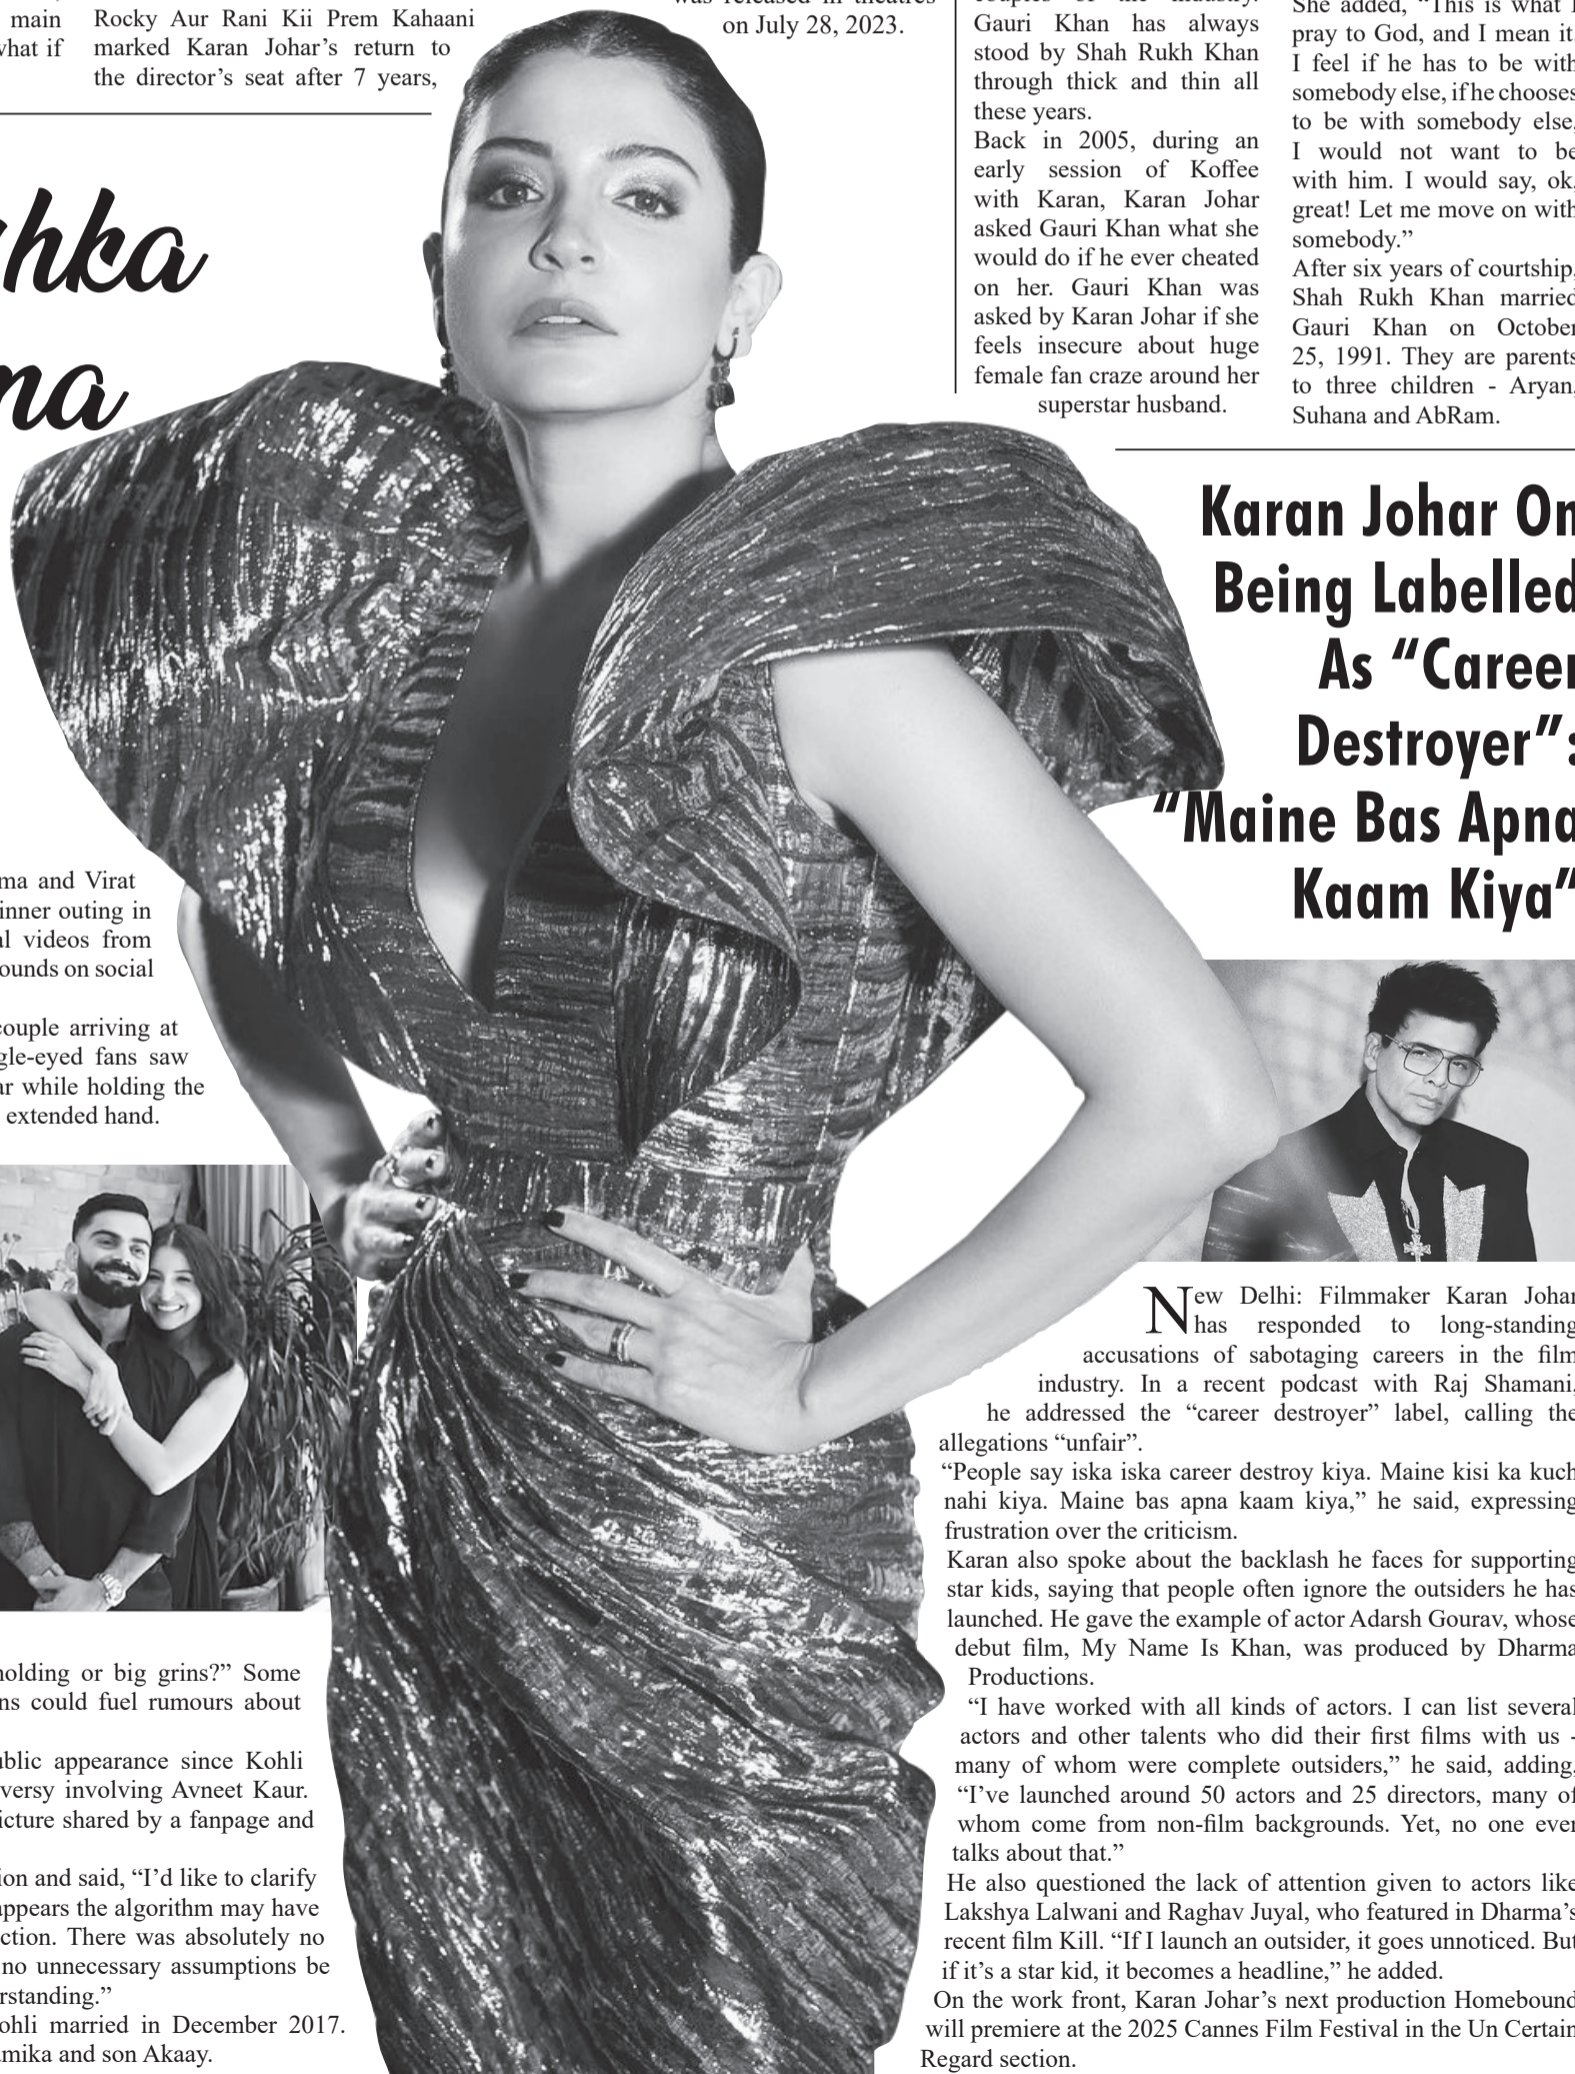 main
what if
Rocky Aur Rani Kii Prem Kahaani
marked Karan Johar’s return to
the director’s seat after 7 years,
was released in theatres
on July 28, 2023.
couples of the industry.
Gauri Khan has always
stood by Shah Rukh Khan
through thick and thin all
these years.
Back in 2005, during an
early session of Koffee
with Karan, Karan Johar
asked Gauri Khan what she
would do if he ever cheated
on her. Gauri Khan was
asked by Karan Johar if she
feels insecure about huge
female fan craze around her
superstar husband.
She added, “This is what I
pray to God, and I mean it.
I feel if he has to be with
somebody else, if he chooses
to be with somebody else,
I would not want to be
with him. I would say, ok,
great! Let me move on with
somebody.”
After six years of courtship,
Shah Rukh Khan married
Gauri Khan on October
25, 1991. They are parents
to three children - Aryan,
Suhana and AbRam.
hka
na
ma and Virat
inner outing in
al videos from
ounds on social
couple arriving at
gle-eyed fans saw
ar while holding the
extended hand.
holding or big grins?” Some
ns could fuel rumours about
ublic appearance since Kohli
versy involving Avneet Kaur.
icture shared by a fanpage and
ion and said, “I’d like to clarify
appears the algorithm may have
ction. There was absolutely no
no unnecessary assumptions be
rstanding.”
ohli married in December 2017.
mika and son Akaay.
Karan Johar On
Being Labelled
As “Career
Destroyer”:
“Maine Bas Apna
Kaam Kiya”
New Delhi: Filmmaker Karan Johar
has responded to long-standing
accusations of sabotaging careers in the film
industry. In a recent podcast with Raj Shamani,
he addressed the “career destroyer” label, calling the
allegations “unfair”.
“People say iska iska career destroy kiya. Maine kisi ka kuch
nahi kiya. Maine bas apna kaam kiya,” he said, expressing
frustration over the criticism.
Karan also spoke about the backlash he faces for supporting
star kids, saying that people often ignore the outsiders he has
launched. He gave the example of actor Adarsh Gourav, whose
debut film, My Name Is Khan, was produced by Dharma
Productions.
“I have worked with all kinds of actors. I can list several
actors and other talents who did their first films with us -
many of whom were complete outsiders,” he said, adding,
“I’ve launched around 50 actors and 25 directors, many of
whom come from non-film backgrounds. Yet, no one ever
talks about that.”
He also questioned the lack of attention given to actors like
Lakshya Lalwani and Raghav Juyal, who featured in Dharma’s
recent film Kill. “If I launch an outsider, it goes unnoticed. But
if it’s a star kid, it becomes a headline,” he added.
On the work front, Karan Johar’s next production Homebound
will premiere at the 2025 Cannes Film Festival in the Un Certain
Regard section.